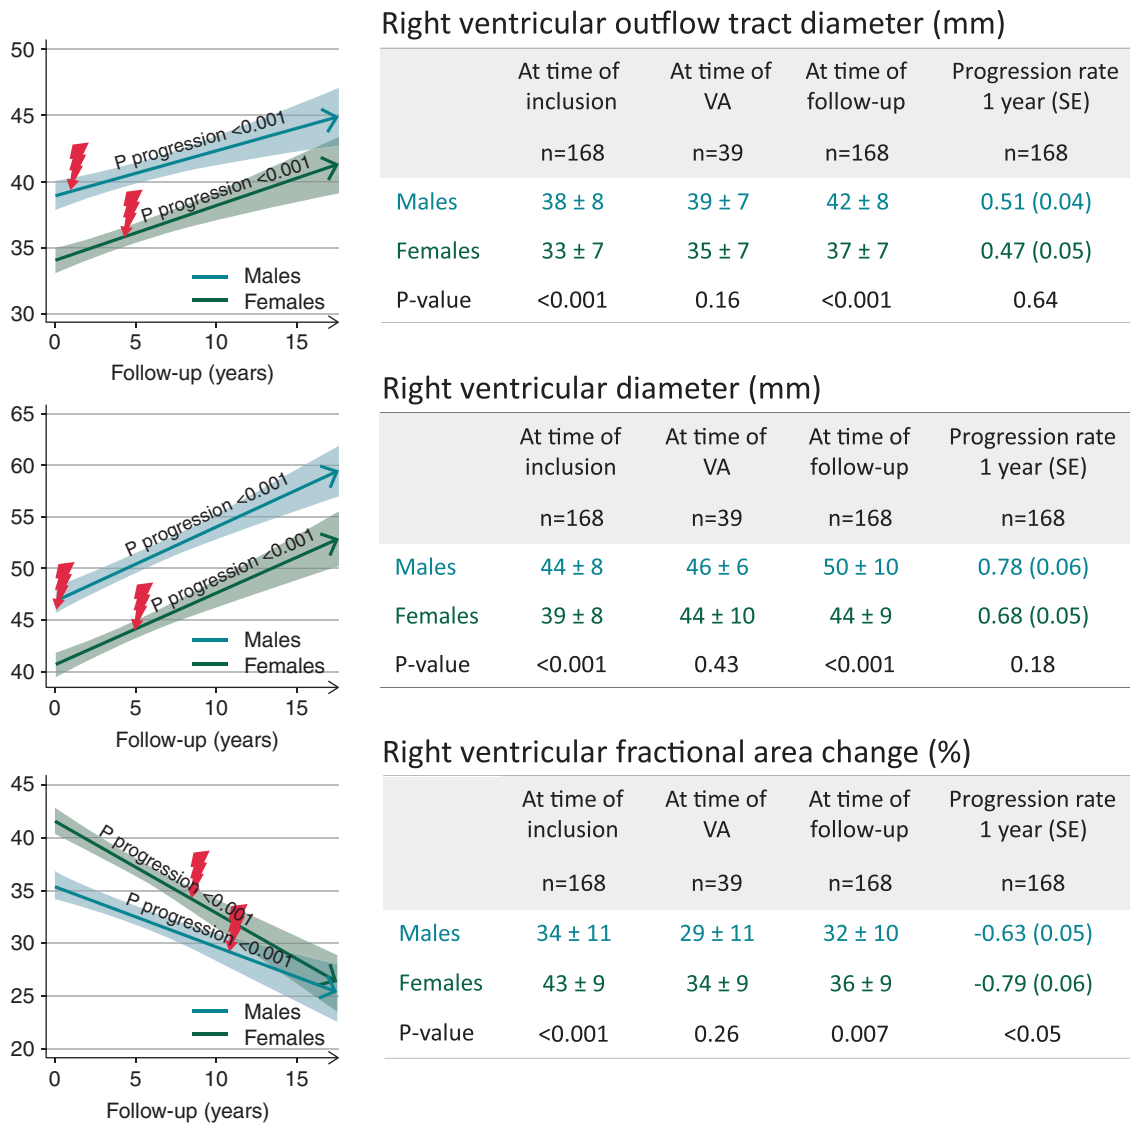 Right ventricular outflow tract diameter (mm)
50
45
40
35
30
P progression <0.001
P progression <0.001
Males
Females
0 5 10 15
Follow-up (years)
At time of inclusion At time of VA At time of follow-up Progression rate 1 year (SE)
n=168 n=39 n=168 n=168
Males 38 ± 8 39 ± 7 42 ± 8 0.51 (0.04)
Females 33 ± 7 35 ± 7 37 ± 7 0.47 (0.05)
P-value <0.001 0.16 <0.001 0.64
Right ventricular diameter (mm)
65
60
55
50
45
40
P progression <0.001
P progression <0.001
Males
Females
0 5 10 15
Follow-up (years)
At time of inclusion At time of VA At time of follow-up Progression rate 1 year (SE)
n=168 n=39 n=168 n=168
Males 44 ± 8 46 ± 6 50 ± 10 0.78 (0.06)
Females 39 ± 8 44 ± 10 44 ± 9 0.68 (0.05)
P-value <0.001 0.43 <0.001 0.18
Right ventricular fractional area change (%)
45
40
35
30
25
20
P progression <0.001
P progression <0.001
Males
Females
0 5 10 15
Follow-up (years)
At time of inclusion At time of VA At time of follow-up Progression rate 1 year (SE)
n=168 n=39 n=168 n=168
Males 34 ± 11 29 ± 11 32 ± 10 -0.63 (0.05)
Females 43 ± 9 34 ± 9 36 ± 9 -0.79 (0.06)
P-value <0.001 0.26 0.007 <0.05